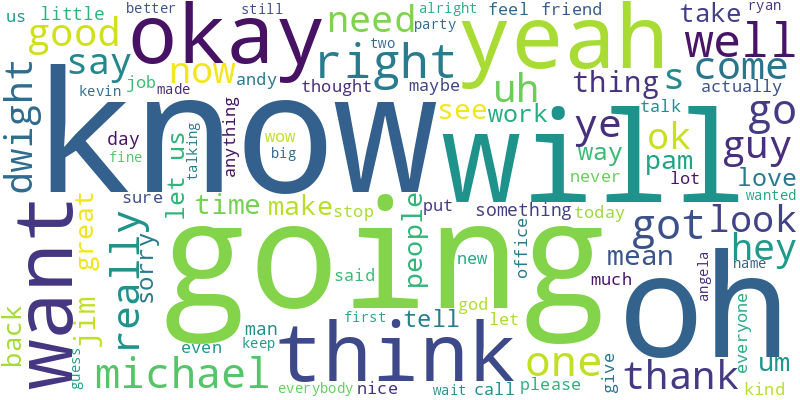 us little better still alright feel friend take ryan
good okay need party yeah well
say now andy two right maybe thing s come
job made thought uh actually
kevin know see work talk go
dwight day anything wow will ye ok guy
fine talking big way pam
let us never lot love
sure wanted
want great really sorry time make stop people put something today got look
going mean hey
jim said office new much angela name
back oh
man first god let tell everyone
even keep think one thank um
guess michael everybody nice wait call please give kind